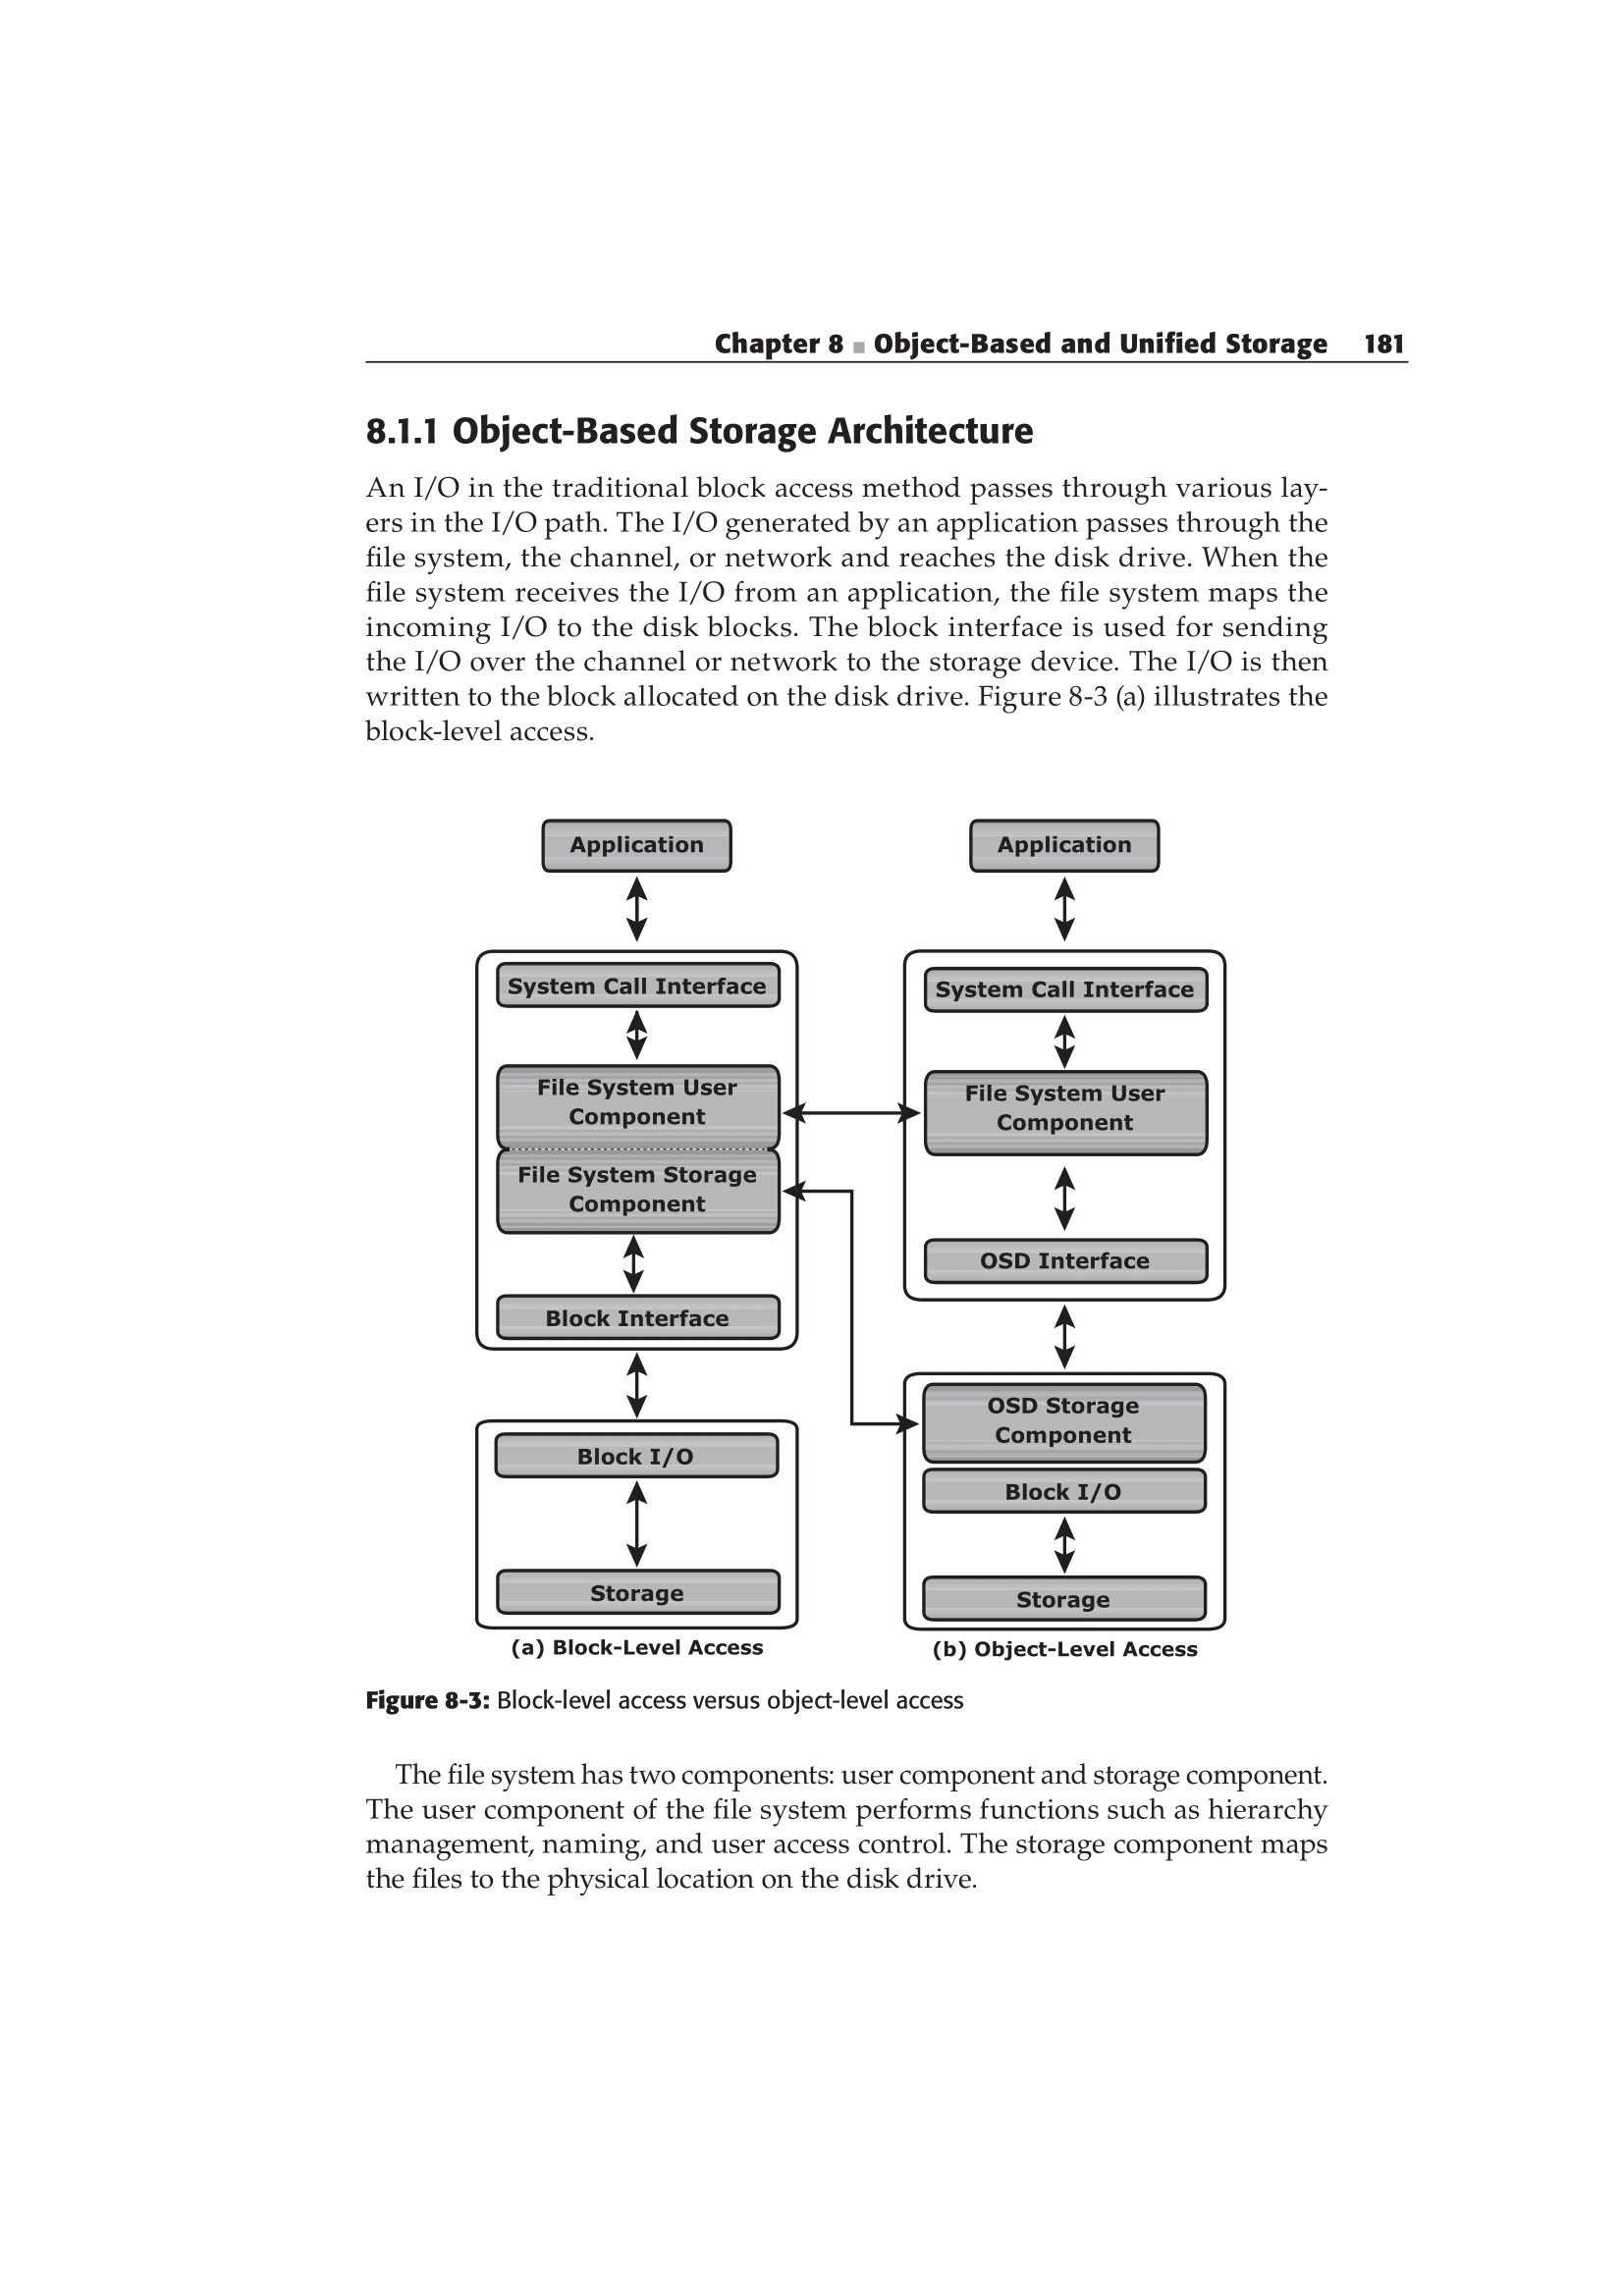 Chapter 8 ■ Object-Based and Unified Storage 181
8.1.1 Object-Based Storage Architecture
An I/O in the traditional block access method passes through various lay-
ers in the I/O path. The I/O generated by an application passes through the
file system, the channel, or network and reaches the disk drive. When the
file system receives the I/O from an application, the file system maps the
incoming I/O to the disk blocks. The block interface is used for sending
the I/O over the channel or network to the storage device. The I/O is then
written to the block allocated on the disk drive. Figure 8-3 (a) illustrates the
block-level access.
Application
System Call Interface
File System User
Component
File System Storage
Component
Block Interface
Block I/O
Storage
(a) Block-Level Access
Application
System Call Interface
File System User
Component
OSD Interface
OSD Storage
Component
Block I/O
Storage
(b) Object-Level Access
Figure 8-3: Block-level access versus object-level access
The file system has two components: user component and storage component.
The user component of the file system performs functions such as hierarchy
management, naming, and user access control. The storage component maps
the files to the physical location on the disk drive.